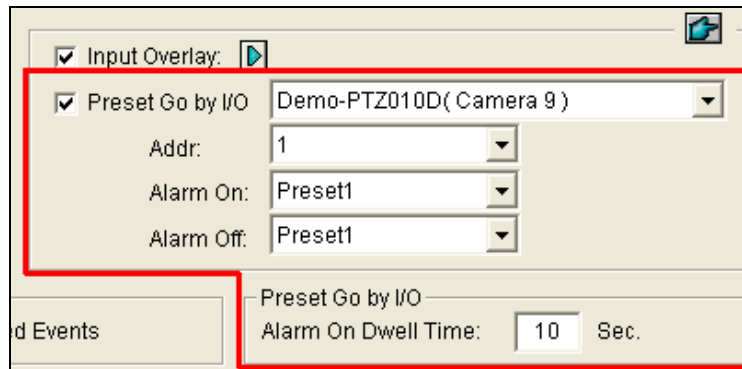 Input Overlay:
Preset Go by I/O Demo-PTZ010D( Camera 9 )
Addr: 1
Alarm On: Preset1
Alarm Off: Preset1
Preset Go by I/O
Events Alarm On Dwell Time: 10 Sec.